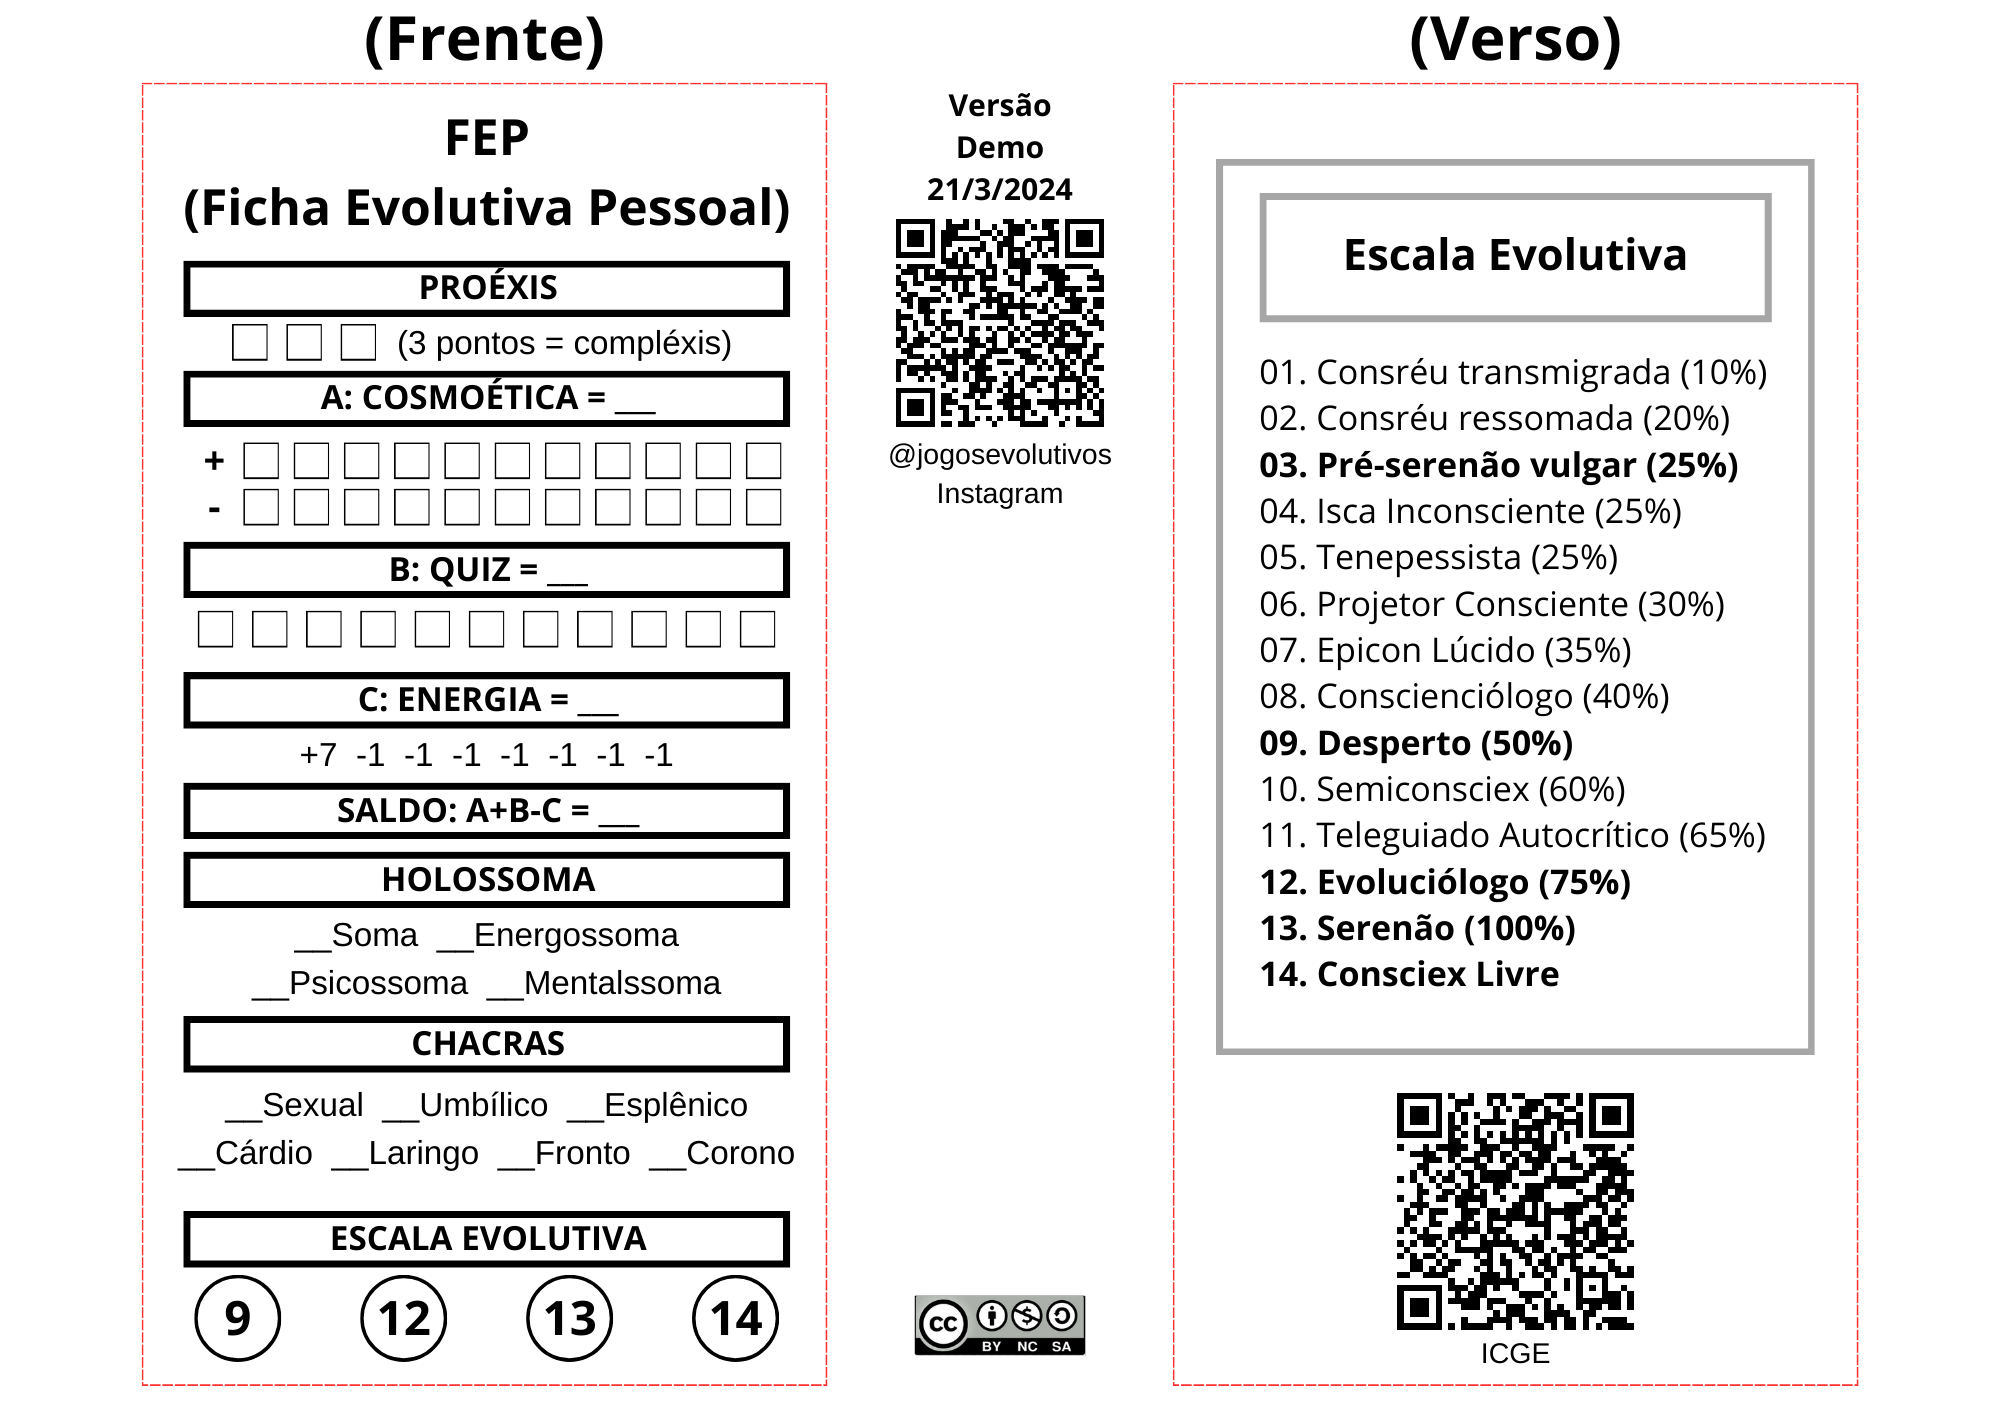 (Frente)
FEP
(Ficha Evolutiva Pessoal)
PROÉXIS
(3 pontos = compléxis)
A: COSMOÉTICA = __
+
-
B: QUIZ = __
C: ENERGIA = __
+7 -1 -1 -1 -1 -1 -1 -1
SALDO: A+B-C = __
HOLOSSOMA
__Soma __Energossoma
__Psicossoma __Mentalssoma
CHACRAS
__Sexual __Umbílico __Esplênico
__Cárdio __Laringo __Fronto __Corono
ESCALA EVOLUTIVA
9 12 13 14
Versão
Demo
21/3/2024
@jogosevolutivos
Instagram
CC BY NC SA
(Verso)
Escala Evolutiva
01. Consréu transmigrada (10%)
02. Consréu ressomada (20%)
03. Pré-serenão vulgar (25%)
04. Isca Inconsciente (25%)
05. Tenepessista (25%)
06. Projetor Consciente (30%)
07. Epicon Lúcido (35%)
08. Conscienciólogo (40%)
09. Desperto (50%)
10. Semiconsciex (60%)
11. Teleguiado Autocrítico (65%)
12. Evoluciólogo (75%)
13. Serenão (100%)
14. Consciex Livre
ICGE